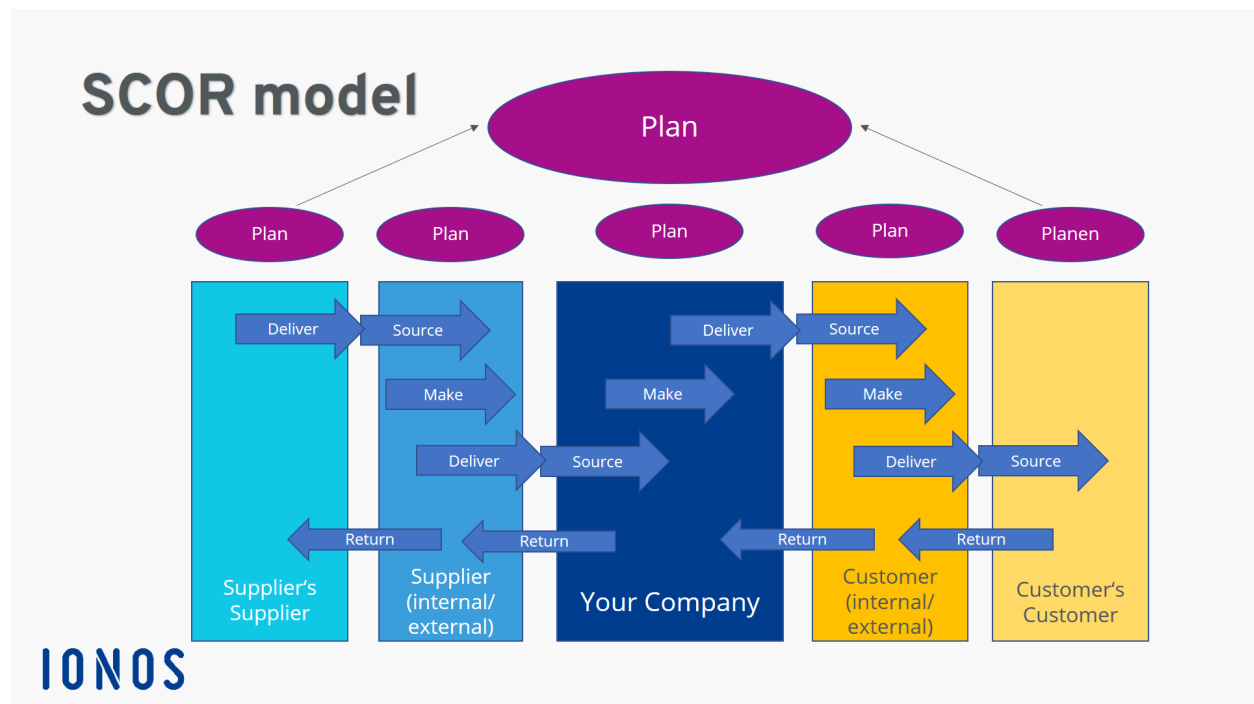 SCOR model
Plan
Plan
Plan
Plan
Plan
Planen
Deliver
Source
Deliver
Source
Make
Make
Make
Deliver
Source
Deliver
Source
Return
Return
Return
Return
Supplier‘s
Supplier
Supplier
(internal/
external)
Your Company
Customer
(internal/
external)
Customer‘s
Customer
IONOS